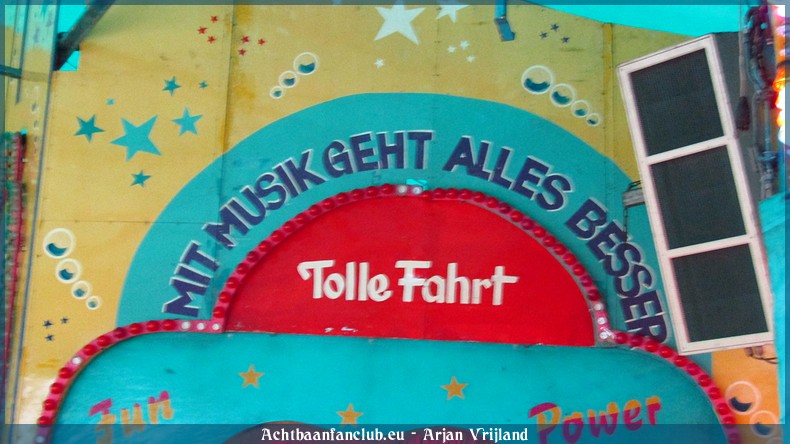 MIT MUSIK GEHT ALLES BESSER
Tolle Fahrt
Fun Power
Achtbaanfanclub.eu - Arjan Vrijland